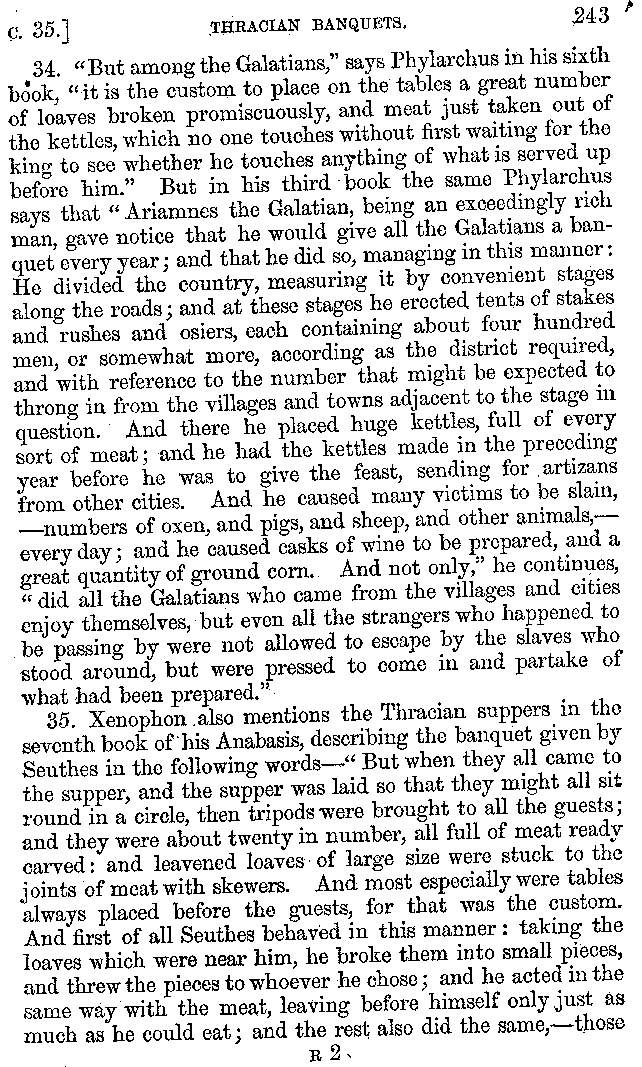 C. 35.] THRACIAN BANQUETS. 243
34. “But among the Galatians,” says Phylarchus in his sixth
book, “it is the custom to place on the tables a great number
of loaves broken promiscuously, and meat just taken out of
the kettles, which no one touches without first waiting for the
king to see whether he touches anything of what is served up
before him.” But in his third book the same Phylarchus
says that “Ariamnes the Galatian, being an exceedingly rich
man, gave notice that he would give all the Galatians a ban-
quet every year; and that he did so, managing in this manner:
He divided the country, measuring it by convenient stages
along the roads; and at these stages he erected tents of stakes
and rushes and osiers, each containing about four hundred
men, or somewhat more, according as the district required,
and with reference to the number that might be expected to
throng in from the villages and towns adjacent to the stage in
question. And there he placed huge kettles, full of every
sort of meat; and he had the kettles made in the preceding
year before he was to give the feast, sending for artizans
from other cities. And he caused many victims to be slain,
—numbers of oxen, and pigs, and sheep, and other animals,—
every day; and he caused casks of wine to be prepared, and a
great quantity of ground corn. And not only,” he continues,
“did all the Galatians who came from the villages and cities
enjoy themselves, but even all the strangers who happened to
be passing by were not allowed to escape by the slaves who
stood around, but were pressed to come in and partake of
what had been prepared.”
35. Xenophon also mentions the Thracian suppers in the
seventh book of his Anabasis, describing the banquet given by
Seuthes in the following words—“But when they all came to
the supper, and the supper was laid so that they might all sit
round in a circle, then tripods were brought to all the guests;
and they were about twenty in number, all full of meat ready
carved: and leavened loaves of large size were stuck to the
joints of meat with skewers. And most especially were tables
always placed before the guests, for that was the custom.
And first of all Seuthes behaved in this manner: taking the
loaves which were near him, he broke them into small pieces,
and threw the pieces to whoever he chose; and he acted in the
same way with the meat, leaving before himself only just as
much as he could eat; and the rest also did the same,—those
R 2